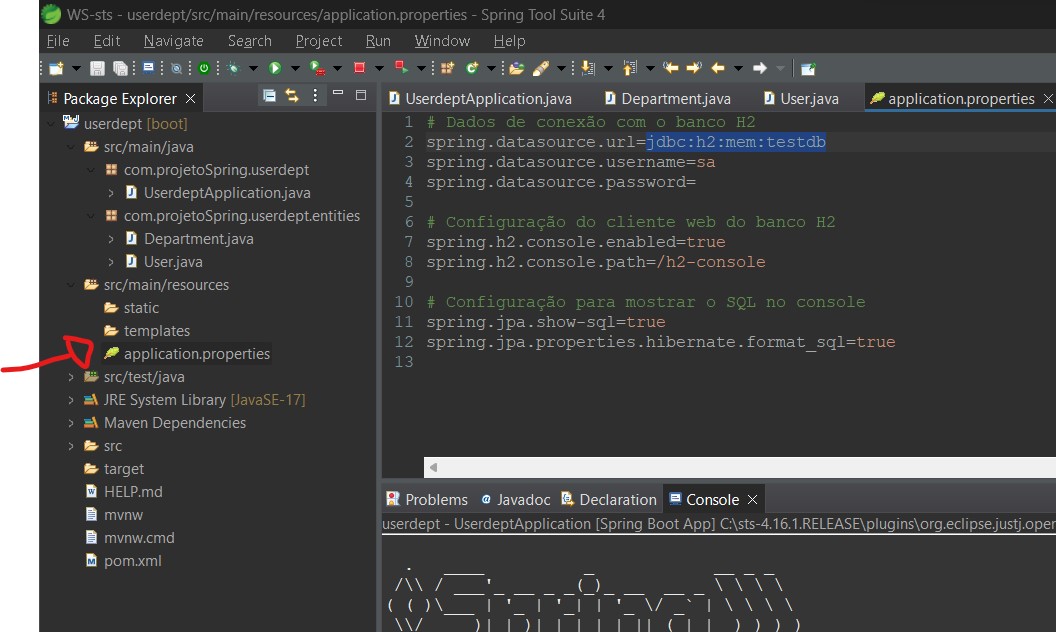 WS-sts - userdept/src/main/resources/application.properties - Spring Tool Suite 4
File Edit Navigate Search Project Run Window Help
Package Explorer
userdept [boot]
src/main/java
com.projetoSpring.userdept
UserdeptApplication.java
com.projetoSpring.userdept.entities
Department.java
User.java
src/main/resources
static
templates
application.properties
src/test/java
JRE System Library [JavaSE-17]
Maven Dependencies
src
target
HELP.md
mvnw
mvnw.cmd
pom.xml
UserdeptApplication.java Department.java User.java application.properties
1 # Dados de conexão com o banco H2
2 spring.datasource.url=jdbc:h2:mem:testdb
3 spring.datasource.username=sa
4 spring.datasource.password=
5
6 # Configuração do cliente web do banco H2
7 spring.h2.console.enabled=true
8 spring.h2.console.path=/h2-console
9
10 # Configuração para mostrar o SQL no console
11 spring.jpa.show-sql=true
12 spring.jpa.properties.hibernate.format_sql=true
13
Problems Javadoc Declaration Console
userdept - UserdeptApplication [Spring Boot App] C:\sts-4.16.1.RELEASE\plugins\org.eclipse.justj.oper